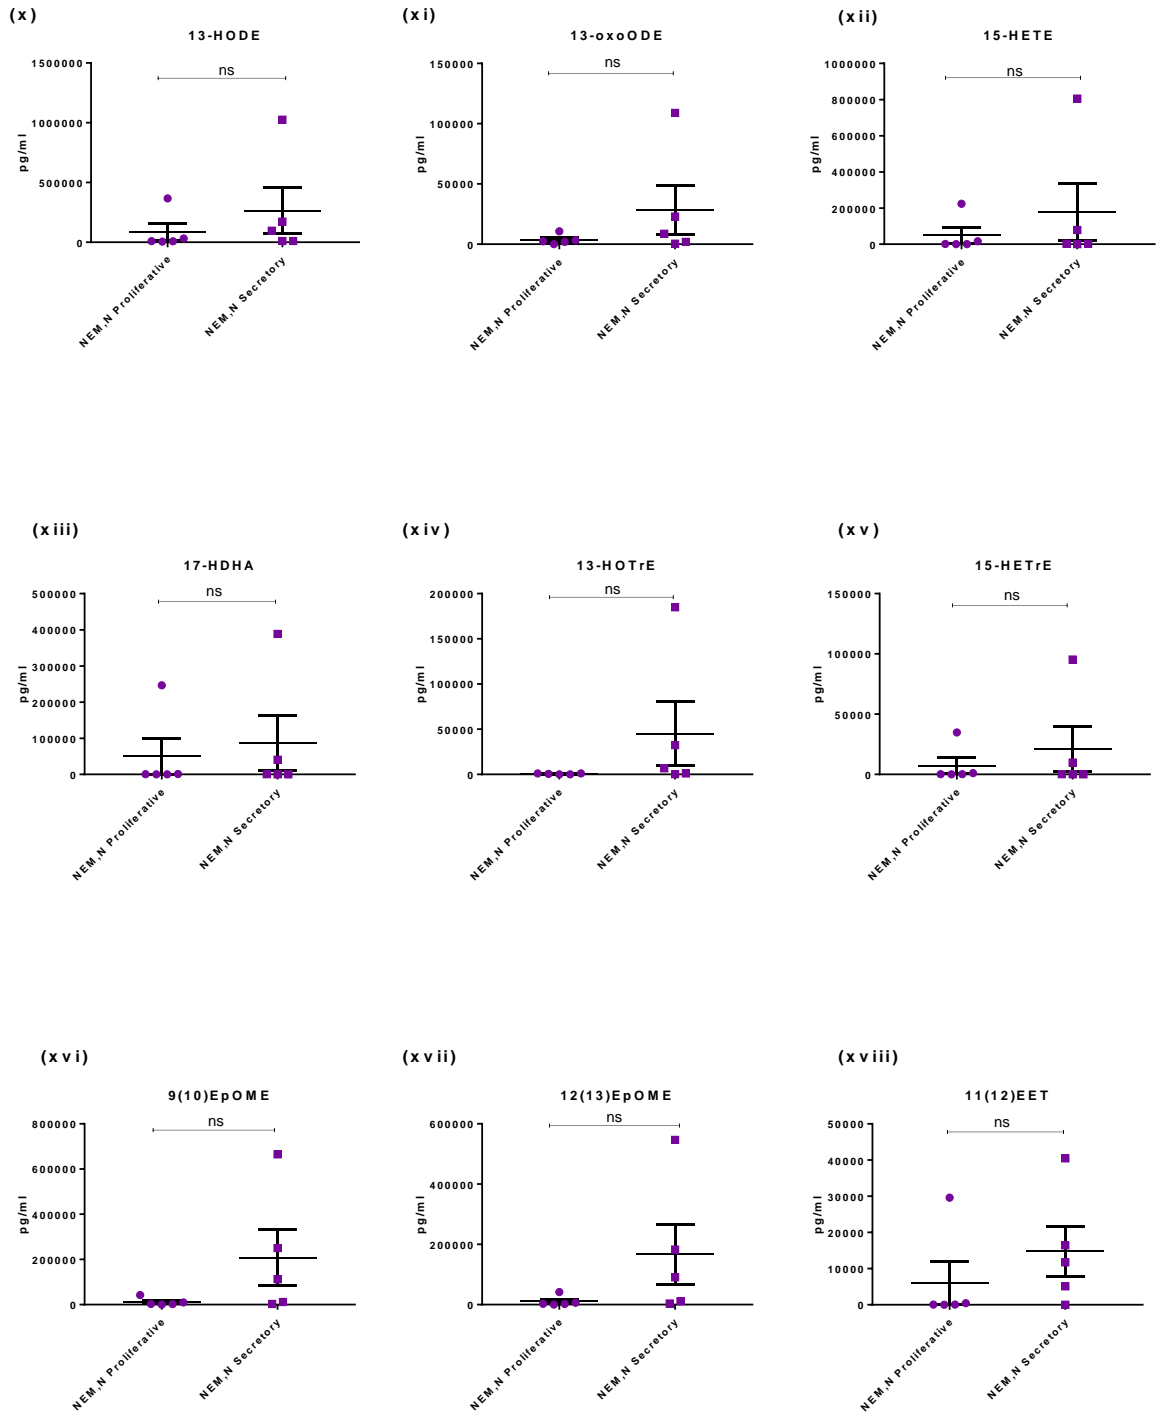 (x)
13-HODE
ns
pg/ml
1500000
1000000
500000
0
NEM,N Proliferative
NEM,N Secretory
(xi)
13-oxoODE
ns
pg/ml
150000
100000
50000
0
NEM,N Proliferative
NEM,N Secretory
(xii)
15-HETE
ns
pg/ml
1000000
800000
600000
400000
200000
0
NEM,N Proliferative
NEM,N Secretory
(xiii)
17-HDHA
ns
pg/ml
500000
400000
300000
200000
100000
0
NEM,N Proliferative
NEM,N Secretory
(xiv)
13-HOTrE
ns
pg/ml
200000
150000
100000
50000
0
NEM,N Proliferative
NEM,N Secretory
(xv)
15-HETrE
ns
pg/ml
150000
100000
50000
0
NEM,N Proliferative
NEM,N Secretory
(xvi)
9(10)EpOME
ns
pg/ml
800000
600000
400000
200000
0
NEM,N Proliferative
NEM,N Secretory
(xvii)
12(13)EpOME
ns
pg/ml
600000
400000
200000
0
NEM,N Proliferative
NEM,N Secretory
(xviii)
11(12)EET
ns
pg/ml
50000
40000
30000
20000
10000
0
NEM,N Proliferative
NEM,N Secretory